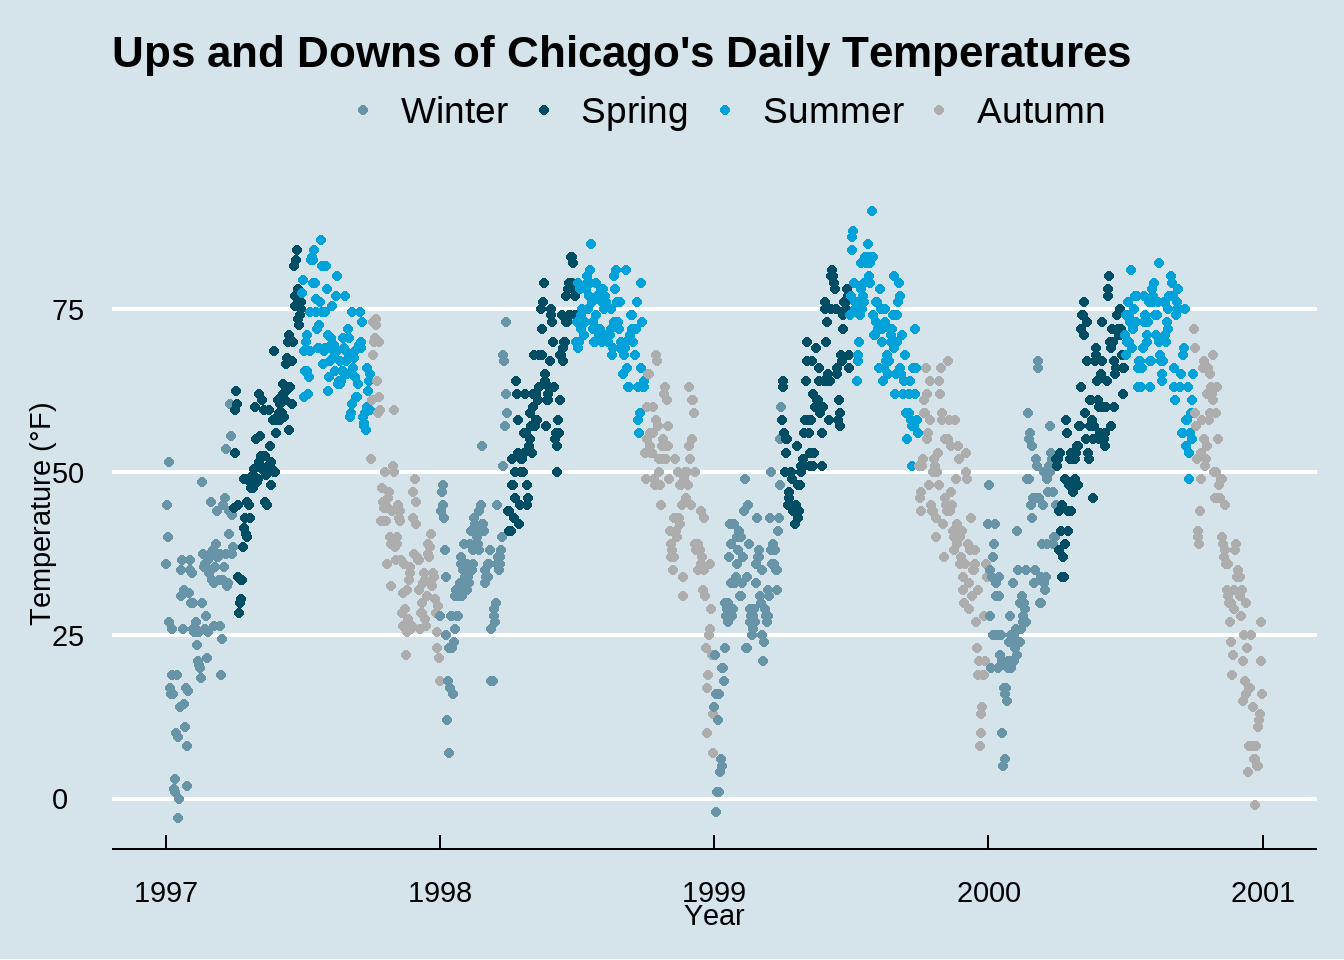 Ups and Downs of Chicago's Daily Temperatures
Winter Spring Summer Autumn
Temperature (°F)
75
50
25
0
1997 1998 1999 2000 2001
Year